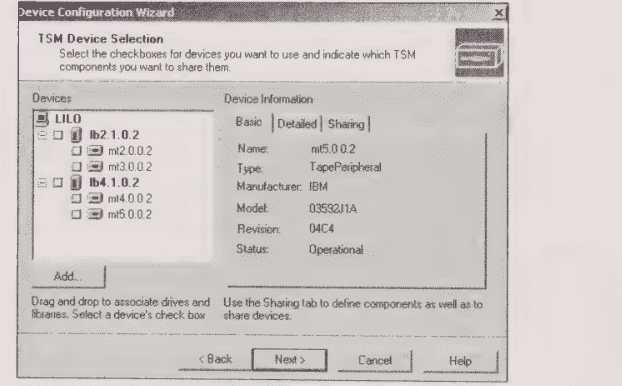 Device Configuration Wizard
TSM Device Selection
Select the checkboxes for devices you want to use and indicate which TSM
components you want to share them.
Devices
LILO
lb2.1.0.2
mt2.0.0.2
mt3.0.0.2
lb4.1.0.2
mt4.0.0.2
mt5.0.0.2
Add...
Drag and drop to associate drives and
libraries. Select a device's check box
Device Information
Basic Detailed Sharing
Name: mt5.0.0.2
Type: TapePeripheral
Manufacturer: IBM
Model: 03592J1A
Revision: 04C4
Status: Operational
Use the Sharing tab to define components as well as to
share devices.
< Back Next > Cancel Help